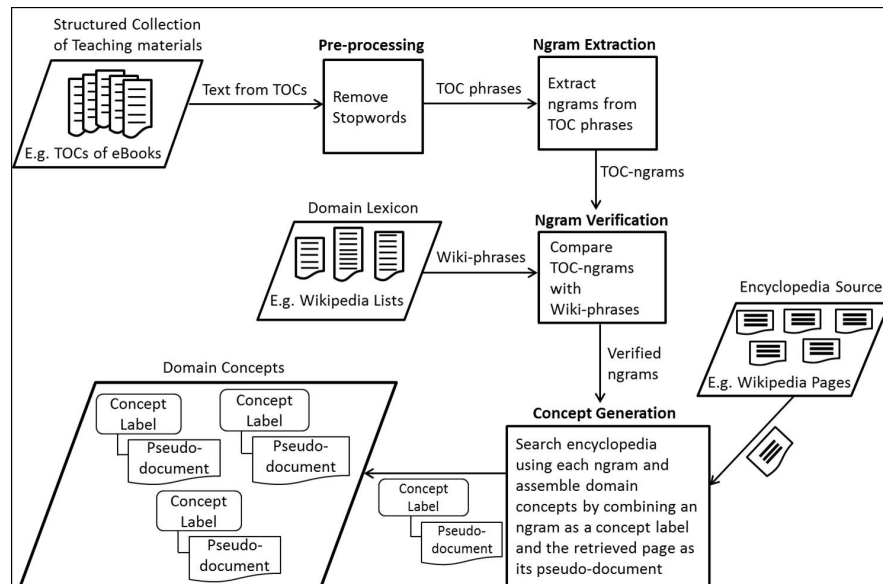 Structured Collection
of Teaching materials
E.g. TOCs of eBooks
Text from TOCs
Pre-processing
Remove
Stopwords
TOC phrases
Ngram Extraction
Extract
ngrams from
TOC phrases
TOC-ngrams
Domain Lexicon
E.g. Wikipedia Lists
Wiki-phrases
Ngram Verification
Compare
TOC-ngrams
with
Wiki-phrases
Encyclopedia Source
E.g. Wikipedia Pages
Verified
ngrams
Concept Generation
Search encyclopedia
using each ngram and
assemble domain
concepts by combining an
ngram as a concept label
and the retrieved page as
its pseudo-document
Concept
Label
Pseudo-
document
Domain Concepts
Concept
Label
Pseudo-
document
Concept
Label
Pseudo-
document
Concept
Label
Pseudo-
document